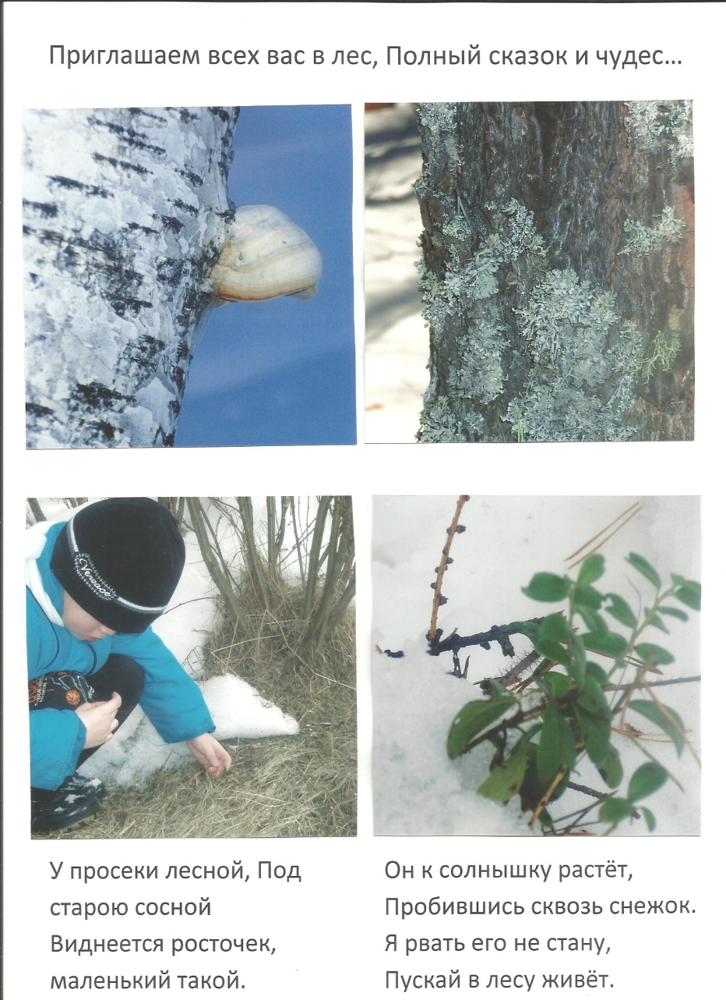 Приглашаем всех вас в лес, Полный сказок и чудес...
Versace
У просеки лесной, Под
старою сосной
Виднеется росточек,
маленький такой.
Он к солнышку растёт,
Пробившись сквозь снежок.
Я рвать его не стану,
Пускай в лесу живёт.